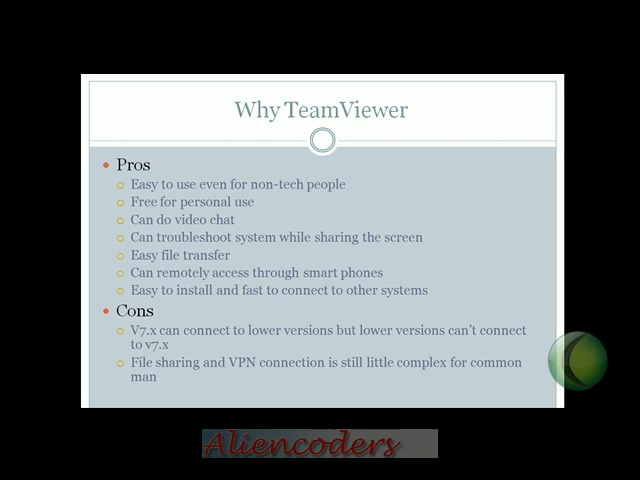 Why TeamViewer
Pros
Easy to use even for non-tech people
Free for personal use
Can do video chat
Can troubleshoot system while sharing the screen
Easy file transfer
Can remotely access through smart phones
Easy to install and fast to connect to other systems
Cons
V7.x can connect to lower versions but lower versions can't connect
to v7.x
File sharing and VPN connection is still little complex for common
man
Aliencoders